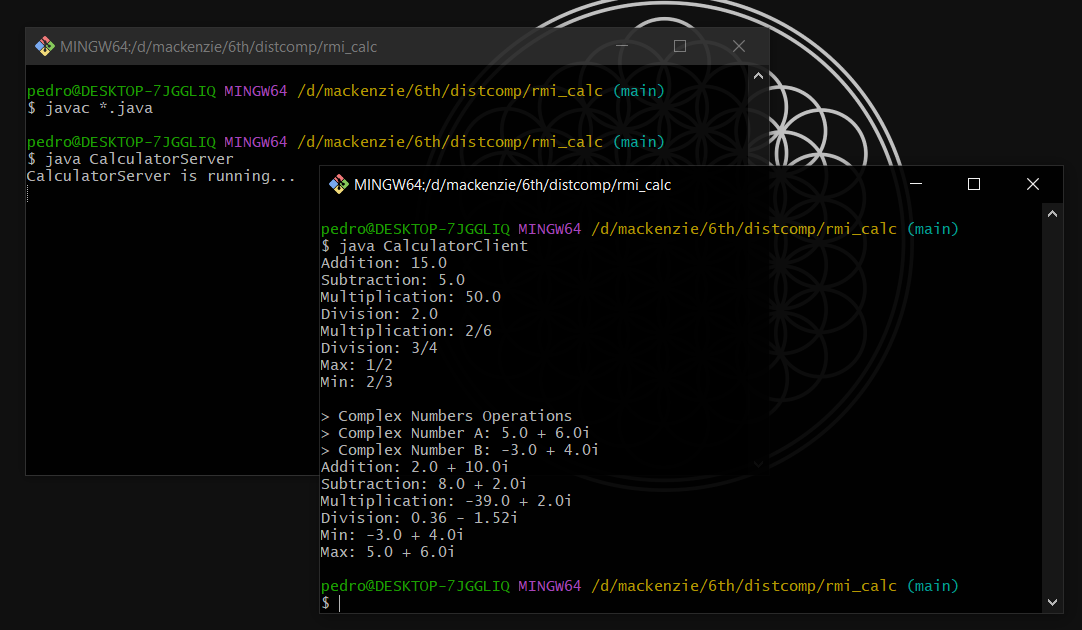 MINGW64:/d/mackenzie/6th/distcomp/rmi_calc
pedro@DESKTOP-7JGGLIQ MINGW64 /d/mackenzie/6th/distcomp/rmi_calc (main)
$ javac *.java
pedro@DESKTOP-7JGGLIQ MINGW64 /d/mackenzie/6th/distcomp/rmi_calc (main)
$ java CalculatorServer
CalculatorServer is running...
MINGW64:/d/mackenzie/6th/distcomp/rmi_calc
pedro@DESKTOP-7JGGLIQ MINGW64 /d/mackenzie/6th/distcomp/rmi_calc (main)
$ java CalculatorClient
Addition: 15.0
Subtraction: 5.0
Multiplication: 50.0
Division: 2.0
Multiplication: 2/6
Division: 3/4
Max: 1/2
Min: 2/3
> Complex Numbers Operations
> Complex Number A: 5.0 + 6.0i
> Complex Number B: -3.0 + 4.0i
Addition: 2.0 + 10.0i
Subtraction: 8.0 + 2.0i
Multiplication: -39.0 + 2.0i
Division: 0.36 - 1.52i
Min: -3.0 + 4.0i
Max: 5.0 + 6.0i
pedro@DESKTOP-7JGGLIQ MINGW64 /d/mackenzie/6th/distcomp/rmi_calc (main)
$